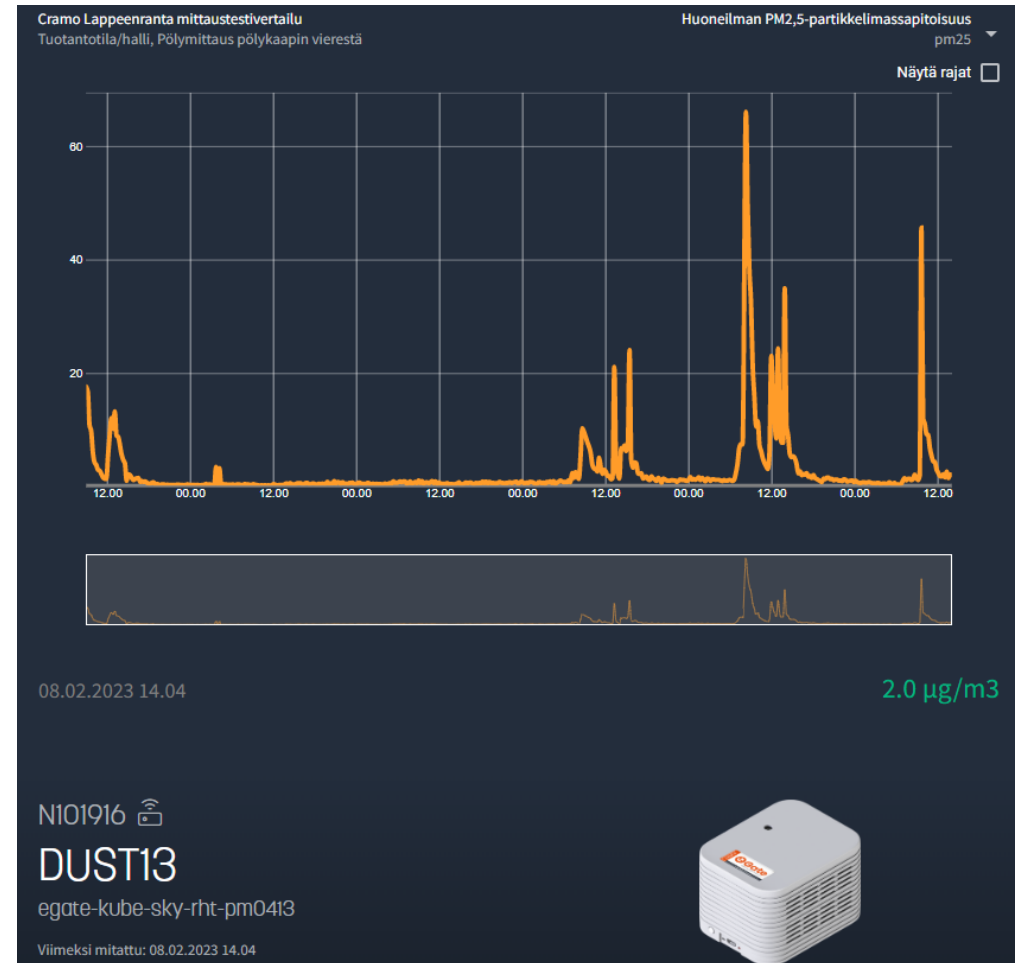 Cramo Lappeenranta mittaustestivertailu
Huoneilman PM2,5-partikkelimassapitoisuus
Tuotantotila/halli, Pölymittaus pölykaapin vierestä
pm25
Näytä rajat
60
40
20
12.00 00.00 12.00 00.00 12.00 00.00 12.00 00.00 12.00 00.00 12.00
08.02.2023 14.04
2.0 µg/m3
N101916
DUST13
egate-kube-sky-rht-pm0413
Viimeksi mitattu: 08.02.2023 14.04
eGate